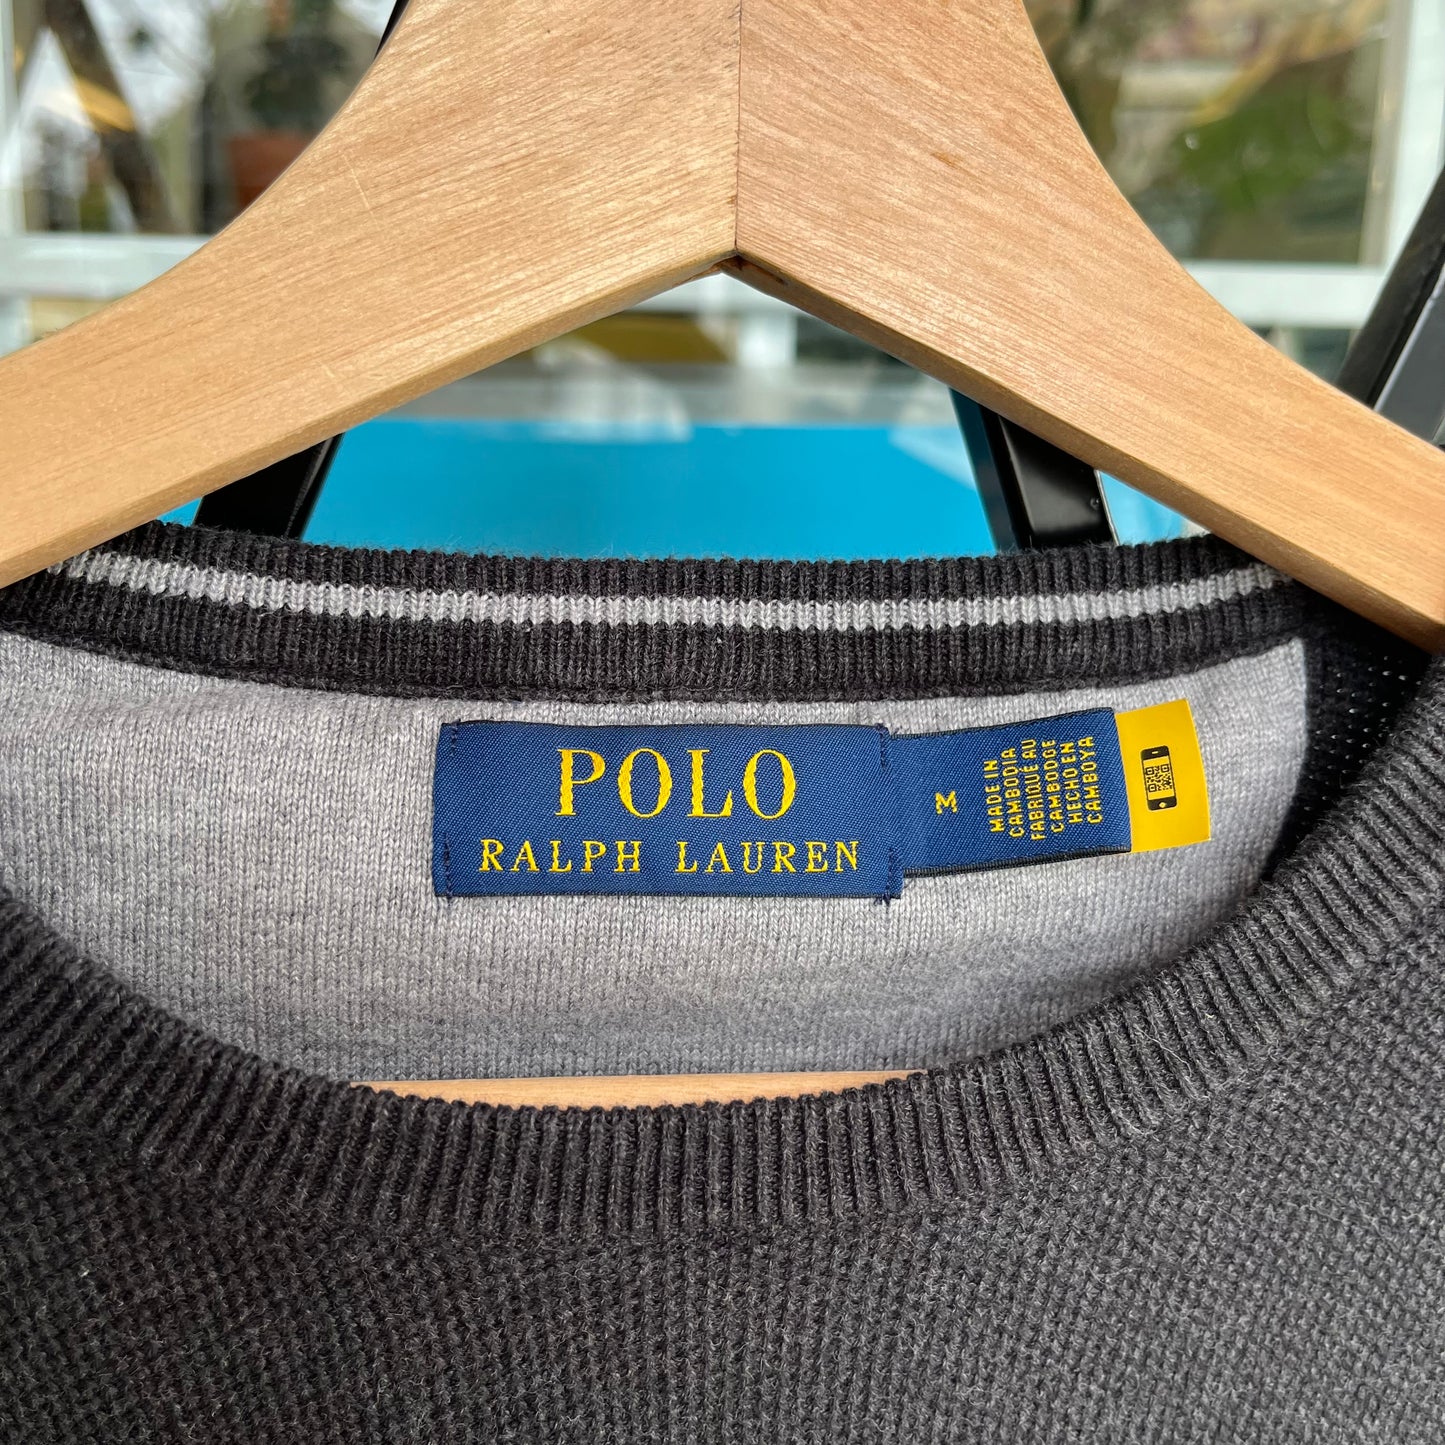 POLO
RALPH LAUREN
M
MADE IN
CAMBODIA
FABRIQUÉ AU
CAMBODGE
HECHO EN
CAMBOYA